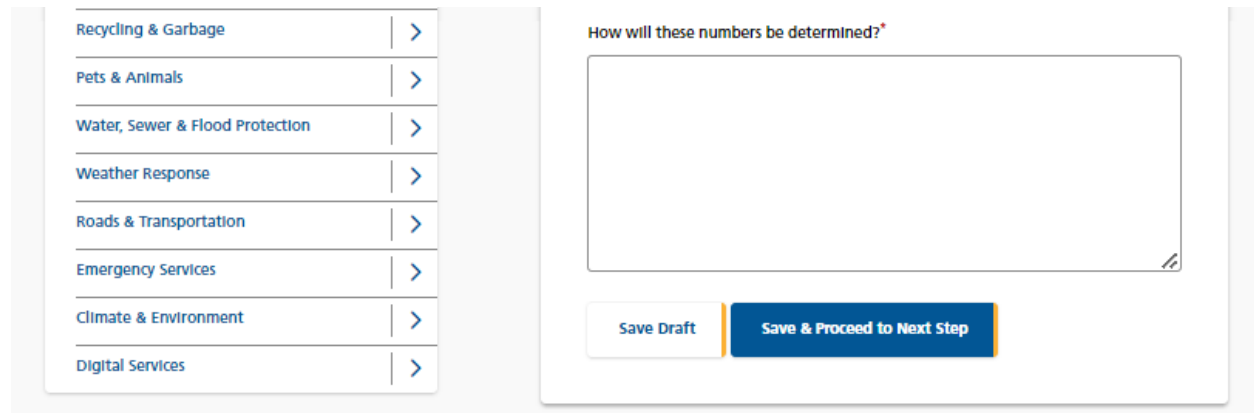 Recycling & Garbage
Pets & Animals
Water, Sewer & Flood Protection
Weather Response
Roads & Transportation
Emergency Services
Climate & Environment
Digital Services
How will these numbers be determined?*
Save Draft
Save & Proceed to Next Step